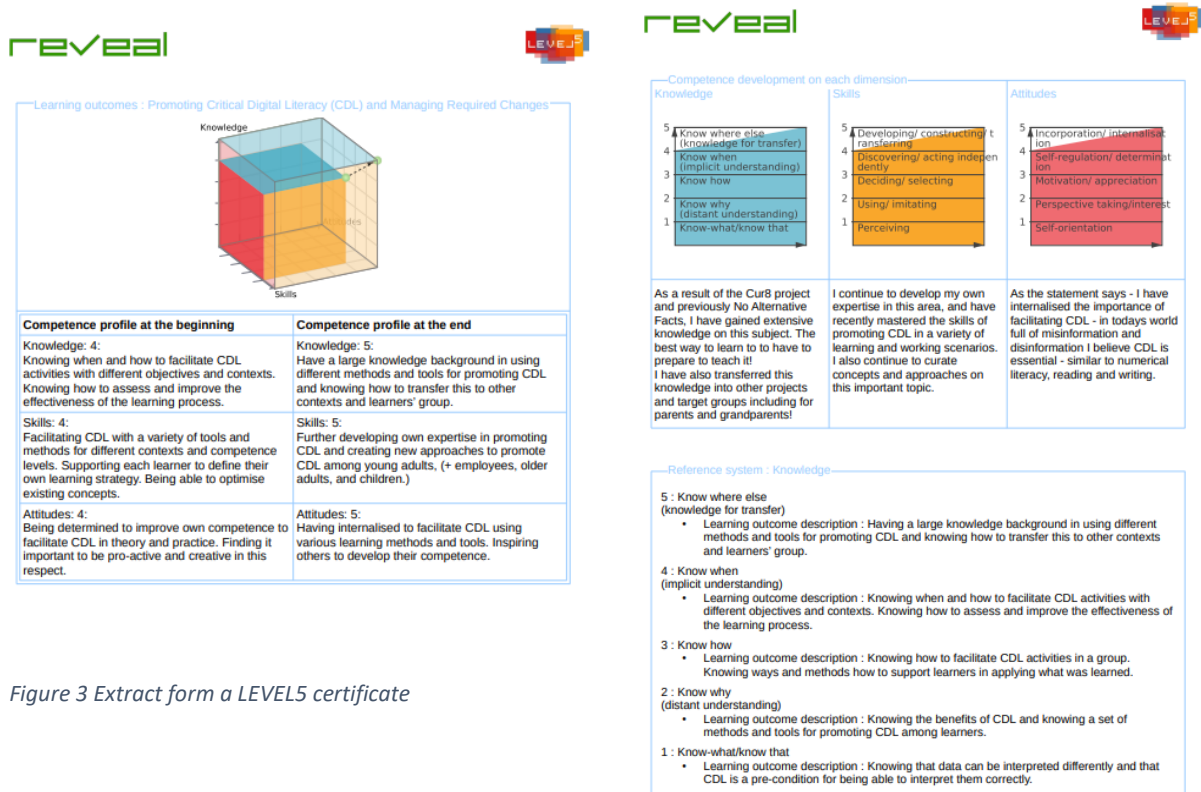 reveal
LEVEL5
Learning outcomes : Promoting Critical Digital Literacy (CDL) and Managing Required Changes
Knowledge
Attitudes
Skills
Competence profile at the beginning
Competence profile at the end
Knowledge: 4:
Knowing when and how to facilitate CDL
activities with different objectives and contexts.
Knowing how to assess and improve the
effectiveness of the learning process.
Knowledge: 5:
Have a large knowledge background in using
different methods and tools for promoting CDL
and knowing how to transfer this to other
contexts and learners' group.
Skills: 4:
Facilitating CDL with a variety of tools and
methods for different contexts and competence
levels. Supporting each learner to define their
own learning strategy. Being able to optimise
existing concepts.
Skills: 5:
Further developing own expertise in promoting
CDL and creating new approaches to promote
CDL among young adults, (+ employees, older
adults, and children.)
Attitudes: 4:
Being determined to improve own competence to
facilitate CDL in theory and practice. Finding it
important to be pro-active and creative in this
respect.
Attitudes: 5:
Having internalised to facilitate CDL using
various learning methods and tools. Inspiring
others to develop their competence.
Figure 3 Extract form a LEVEL5 certificate
reveal
LEVEL5
Competence development on each dimension
Knowledge
5
4
3
2
1
Know where else
(knowledge for transfer)
Know when
(implicit understanding)
Know how
Know why
(distant understanding)
Know-what/know that
As a result of the Cur8 project
and previously No Alternative
Facts, I have gained extensive
knowledge on this subject. The
best way to learn to to have to
prepare to teach it!
I have also transferred this
knowledge into other projects
and target groups including for
parents and grandparents!
Skills
5
4
3
2
1
Developing/ constructing/ t
ransferring
Discovering/ acting indepen
dently
Deciding/ selecting
Using/ imitating
Perceiving
I continue to develop my own
expertise in this area, and have
recently mastered the skills of
promoting CDL in a variety of
learning and working scenarios.
I also continue to curate
concepts and approaches on
this important topic.
Attitudes
5
4
3
2
1
Incorporation/ internalisat
ion
Self-regulation/ determinat
ion
Motivation/ appreciation
Perspective taking/interest
Self-orientation
As the statement says - I have
internalised the importance of
facilitating CDL - in todays world
full of misinformation and
disinformation I believe CDL is
essential - similar to numerical
literacy, reading and writing.
Reference system : Knowledge
5 : Know where else
(knowledge for transfer)
• Learning outcome description : Having a large knowledge background in using different
methods and tools for promoting CDL and knowing how to transfer this to other contexts
and learners' group.
4 : Know when
(implicit understanding)
• Learning outcome description : Knowing when and how to facilitate CDL activities with
different objectives and contexts. Knowing how to assess and improve the effectiveness of
the learning process.
3 : Know how
• Learning outcome description : Knowing how to facilitate CDL activities in a group.
Knowing ways and methods how to support learners in applying what was learned.
2 : Know why
(distant understanding)
• Learning outcome description : Knowing the benefits of CDL and knowing a set of
methods and tools for promoting CDL among learners.
1 : Know-what/know that
• Learning outcome description : Knowing that data can be interpreted differently and that
CDL is a pre-condition for being able to interpret them correctly.